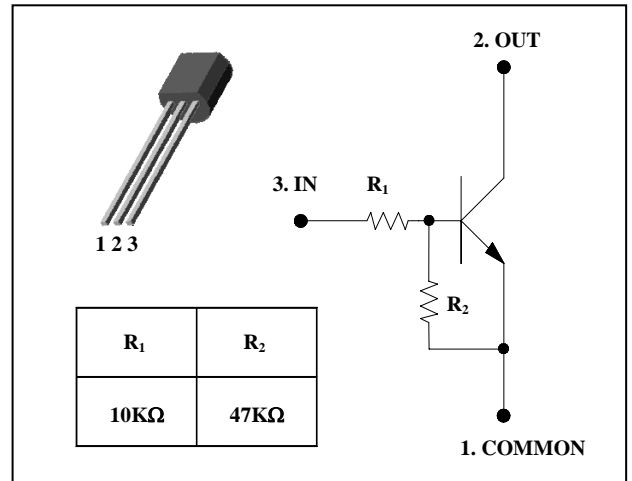 2. OUT
3. IN
R₁
1 2 3
R₂
R₁ R₂
10KΩ 47KΩ
1. COMMON